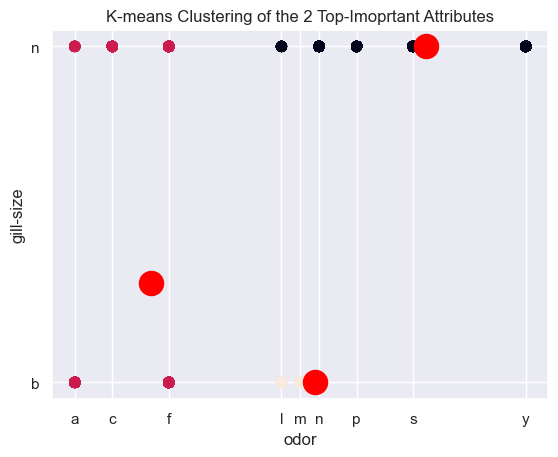 K-means Clustering of the 2 Top-Imoprtant Attributes
n
gill-size
b
a c f l m n p s y
odor